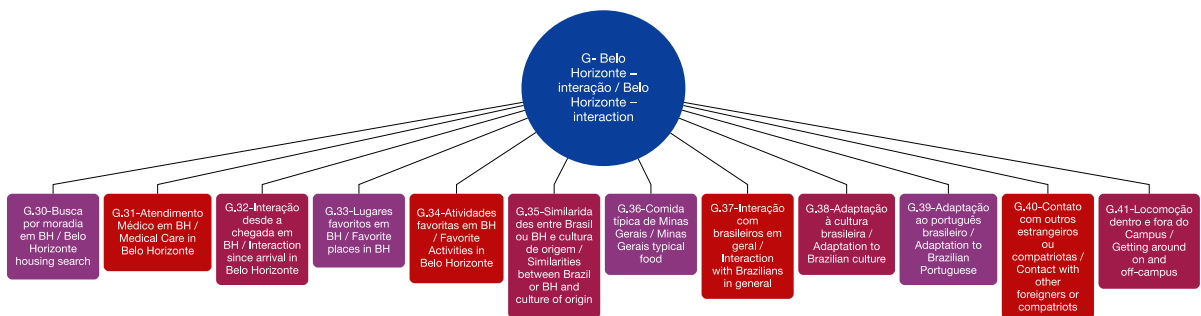 G- Belo
Horizonte –
interação / Belo
Horizonte –
interaction
G.30-Busca
por moradia
em BH / Belo
Horizonte
housing search
G.31-Atendimento
Médico em BH /
Medical Care in
Belo Horizonte
G.32-Interação
desde a
chegada em
BH / Interaction
since arrival in
Belo Horizonte
G.33-Lugares
favoritos em BH
/ Favorite
places in BH
G.34-Atividades
favoritas em BH /
Favorite
Activities in
Belo Horizonte
G.35-Similarida
des entre Brasil
ou BH e cultura
de origem /
Similarities
between Brazil
or BH and
culture of origin
G.36-Comida
típica de Minas
Gerais / Minas
Gerais typical
food
G.37-Interação
com
brasileiros em
geral /
Interaction
with Brazilians
in general
G.38-Adaptação
à cultura
brasileira /
Adaptation to
Brazilian culture
G.39-Adaptação
ao português
brasileiro /
Adaptation to
Brazilian
Portuguese
G.40-Contato
com outros
estrangeiros
ou
compatriotas /
Contact with
other
foreigners or
compatriots
G.41-Locomoção
dentro e fora do
Campus /
Getting around
on and
off-campus